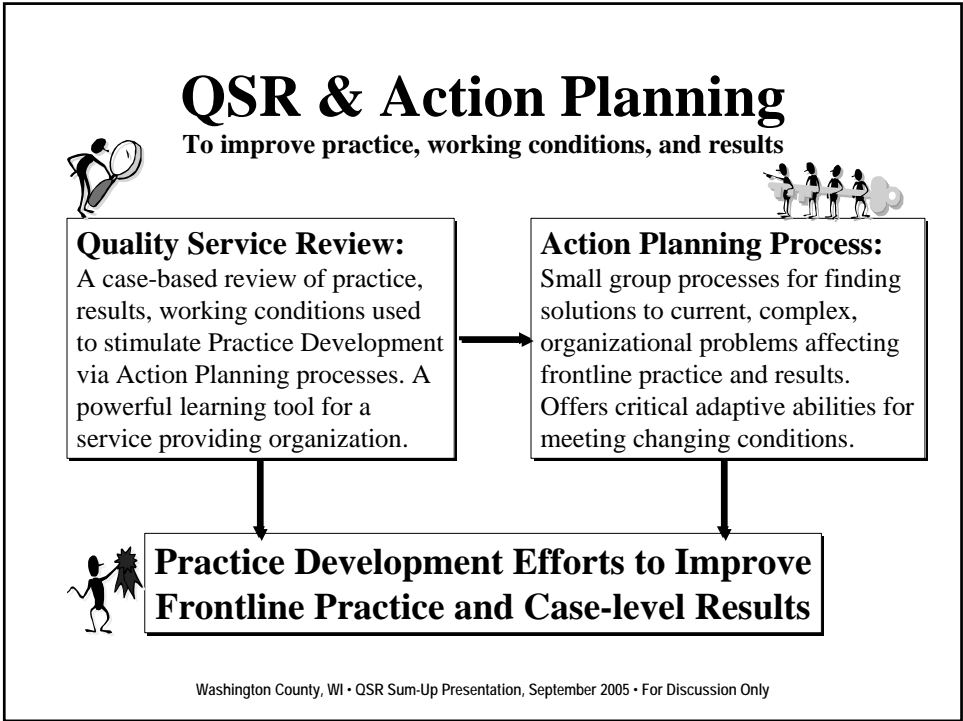 QSR & Action Planning
To improve practice, working conditions, and results
Quality Service Review:
A case-based review of practice,
results, working conditions used
to stimulate Practice Development
via Action Planning processes. A
powerful learning tool for a
service providing organization.
Action Planning Process:
Small group processes for finding
solutions to current, complex,
organizational problems affecting
frontline practice and results.
Offers critical adaptive abilities for
meeting changing conditions.
Practice Development Efforts to Improve
Frontline Practice and Case-level Results
Washington County, WI • QSR Sum-Up Presentation, September 2005 • For Discussion Only